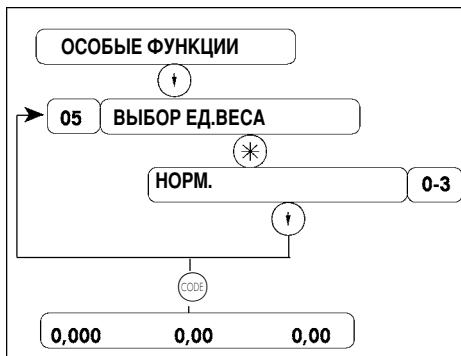 ОСОБЫЕ ФУНКЦИИ
05 ВЫБОР ЕД.ВЕСА
НОРМ. 0-3
CODE
0,000 0,00 0,00